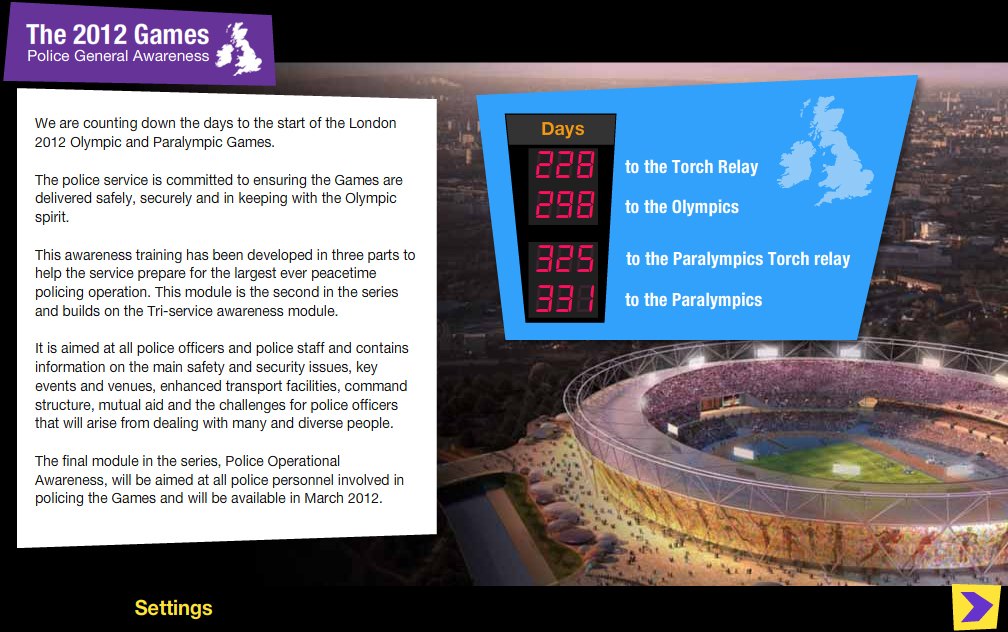 The 2012 Games
Police General Awareness
We are counting down the days to the start of the London
2012 Olympic and Paralympic Games.
The police service is committed to ensuring the Games are
delivered safely, securely and in keeping with the Olympic
spirit.
This awareness training has been developed in three parts to
help the service prepare for the largest ever peacetime
policing operation. This module is the second in the series
and builds on the Tri-service awareness module.
It is aimed at all police officers and police staff and contains
information on the main safety and security issues, key
events and venues, enhanced transport facilities, command
structure, mutual aid and the challenges for police officers
that will arise from dealing with many and diverse people.
The final module in the series, Police Operational
Awareness, will be aimed at all police personnel involved in
policing the Games and will be available in March 2012.
Days
228 to the Torch Relay
298 to the Olympics
325 to the Paralympics Torch relay
331 to the Paralympics
Settings